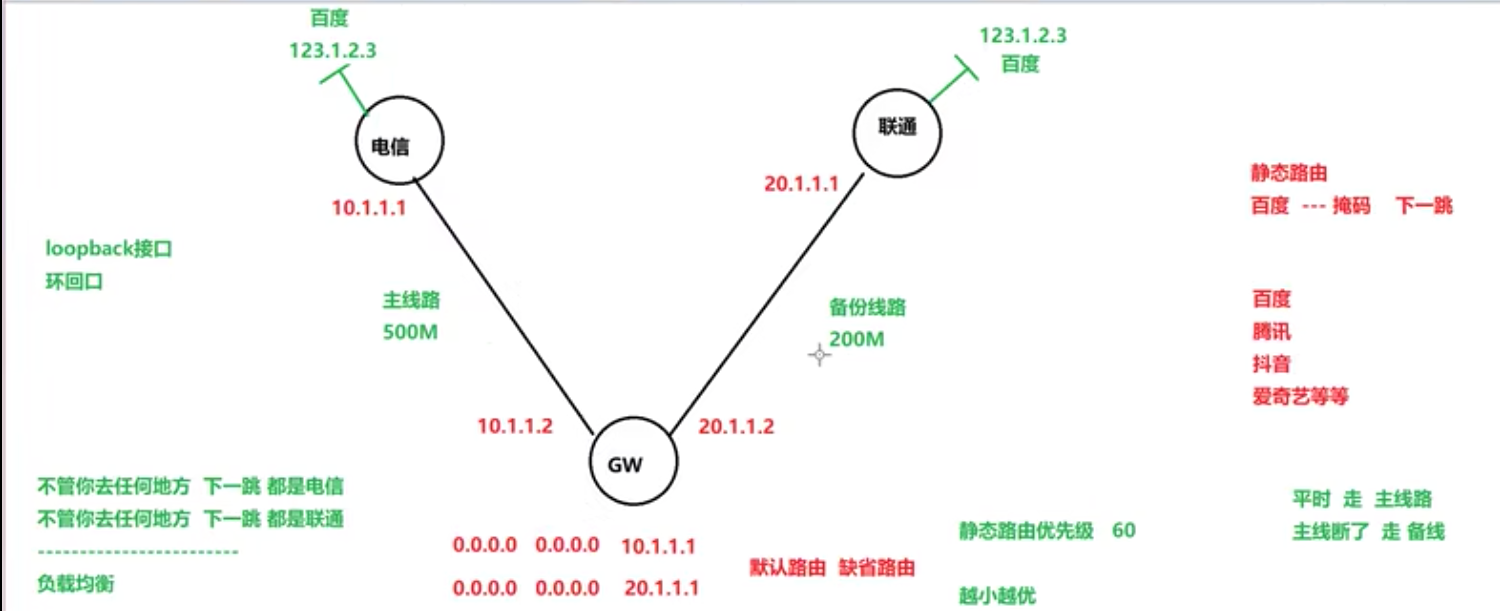 百度
123.1.2.3
123.1.2.3
百度
电信
联通
10.1.1.1
20.1.1.1
静态路由
百度 --- 掩码 下一跳
loopback接口
环回口
主线路
500M
备份线路
200M
百度
腾讯
抖音
爱奇艺等等
10.1.1.2
20.1.1.2
GW
不管你去任何地方 下一跳 都是电信
不管你去任何地方 下一跳 都是联通
------------------------
负载均衡
0.0.0.0 0.0.0.0 10.1.1.1
0.0.0.0 0.0.0.0 20.1.1.1
默认路由 缺省路由
静态路由优先级 60
越小越优
平时 走 主线路
主线断了 走 备线